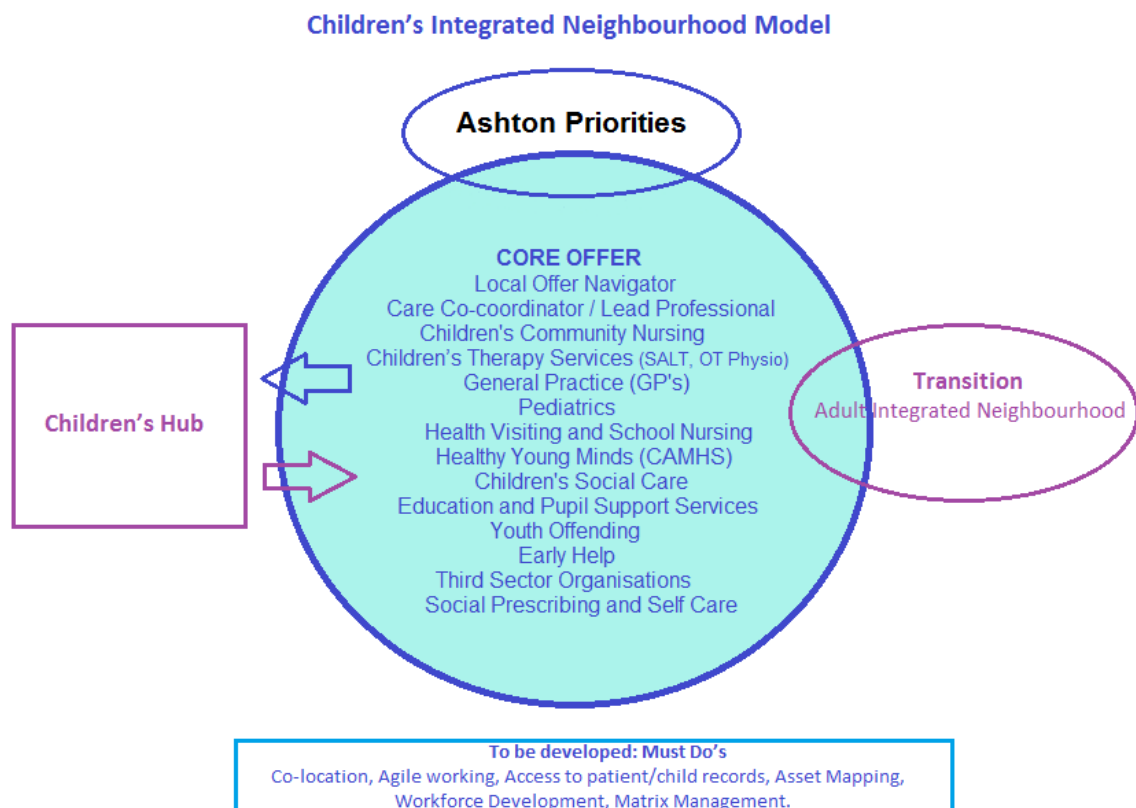 Children’s Integrated Neighbourhood Model
Ashton Priorities
CORE OFFER
Local Offer Navigator
Care Co-coordinator / Lead Professional
Children's Community Nursing
Children’s Therapy Services (SALT, OT Physio)
General Practice (GP's)
Pediatrics
Health Visiting and School Nursing
Healthy Young Minds (CAMHS)
Children's Social Care
Education and Pupil Support Services
Youth Offending
Early Help
Third Sector Organisations
Social Prescribing and Self Care
Children’s Hub
Transition
Adult Integrated Neighbourhood
To be developed: Must Do’s
Co-location, Agile working, Access to patient/child records, Asset Mapping,
Workforce Development, Matrix Management.